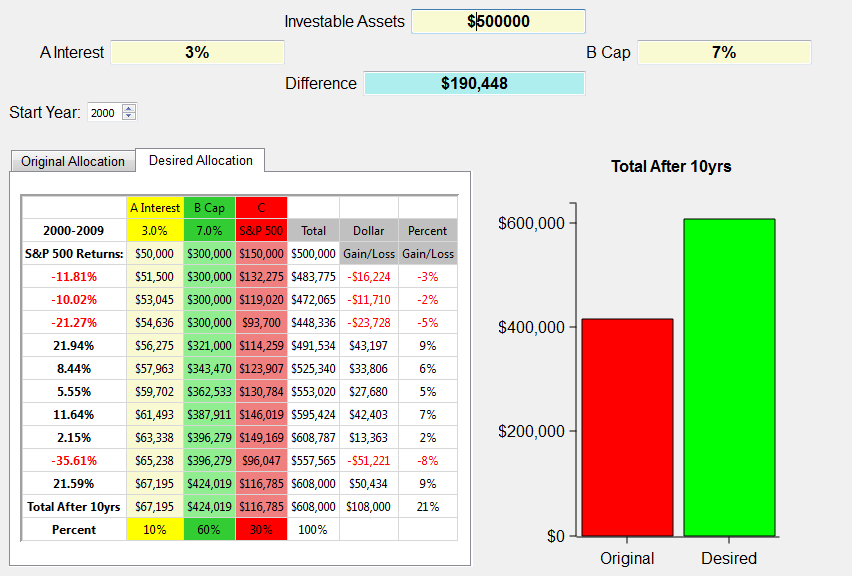 Investable Assets $500000
A Interest 3% B Cap 7%
Difference $190,448
Start Year: 2000
Original Allocation Desired Allocation
A Interest B Cap C
2000-2009 3.0% 7.0% S&P 500 Total Dollar Percent
S&P 500 Returns: $50,000 $300,000 $150,000 $500,000 Gain/Loss Gain/Loss
-11.81% $51,500 $300,000 $132,275 $483,775 -$16,224 -3%
-10.02% $53,045 $300,000 $119,020 $472,065 -$11,710 -2%
-21.27% $54,636 $300,000 $93,700 $448,336 -$23,728 -5%
21.94% $56,275 $321,000 $114,259 $491,534 $43,197 9%
8.44% $57,963 $343,470 $123,907 $525,340 $33,806 6%
5.55% $59,702 $362,533 $130,784 $553,020 $27,680 5%
11.64% $61,493 $387,911 $146,019 $595,424 $42,403 7%
2.15% $63,338 $396,279 $149,169 $608,787 $13,363 2%
-35.61% $65,238 $396,279 $96,047 $557,565 -$51,221 -8%
21.59% $67,195 $424,019 $116,785 $608,000 $50,434 9%
Total After 10yrs $67,195 $424,019 $116,785 $608,000 $108,000 21%
Percent 10% 60% 30% 100%
Total After 10yrs
$600,000
$400,000
$200,000
$0
Original Desired